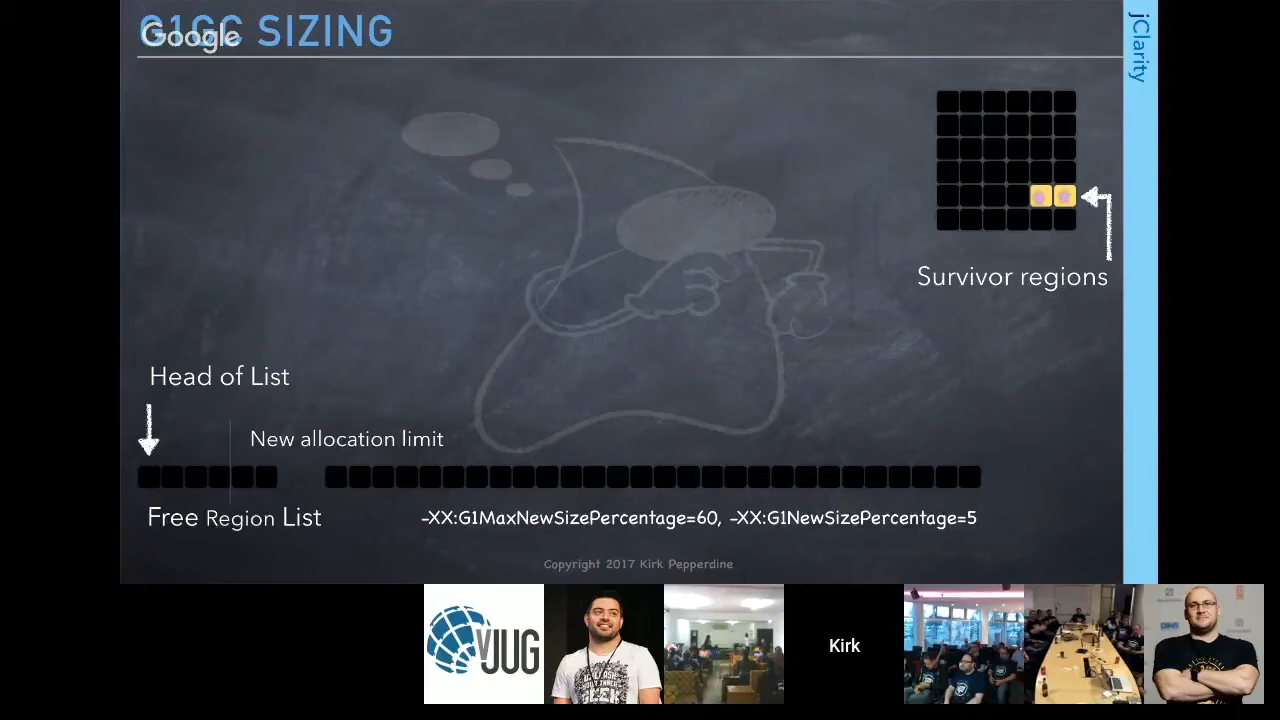 G1GC SIZING
Google
jClarity
Survivor regions
Head of List
New allocation limit
Free Region List
-XX:G1MaxNewSizePercentage=60, -XX:G1NewSizePercentage=5
Copyright 2017 Kirk Pepperdine
vJUG
Kirk